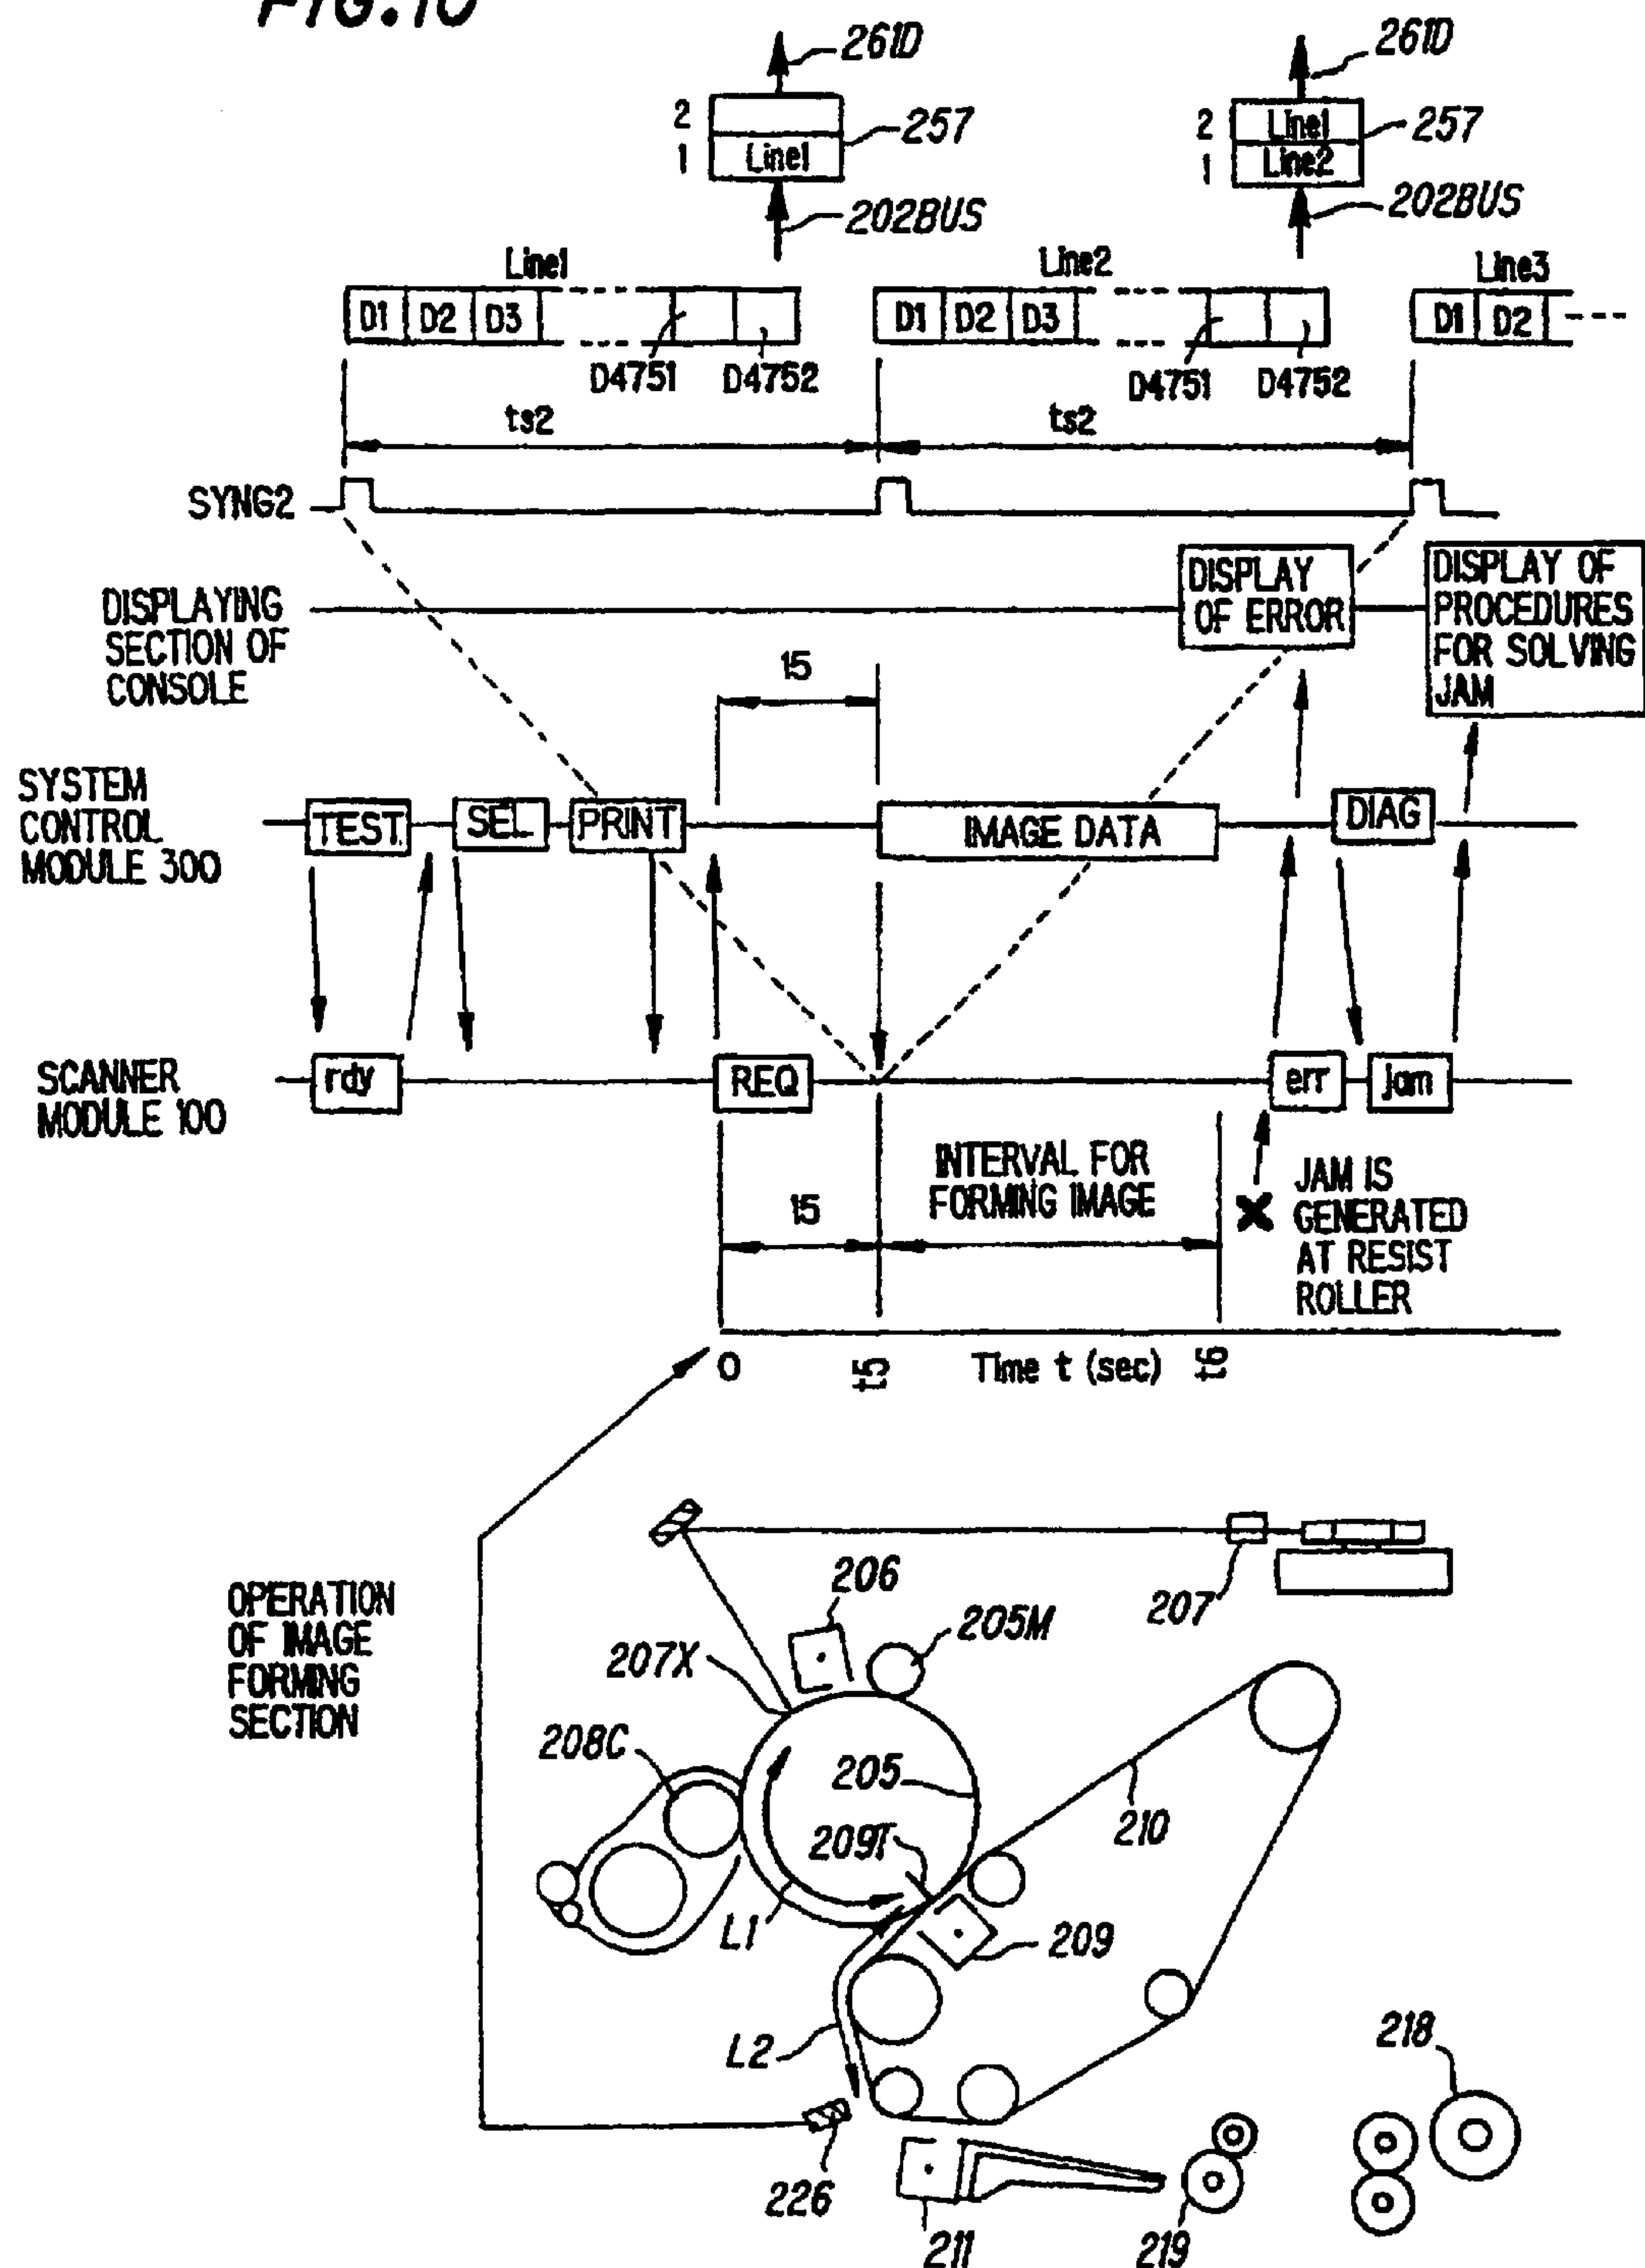 FIG.10
261D 261D
2 2 Line1
257 257
1 Line1 1 Line2
202BUS 202BUS
Line1 Line2 Line3
D1 D2 D3 D1 D2 D3 D1 D2
D4751 D4752 D4751 D4752
ts2 ts2
SYNG2
DISPLAYING
SECTION OF
CONSOLE
DISPLAY
OF ERROR
DISPLAY OF
PROCEDURES
FOR SOLVING
JAM
15
SYSTEM
CONTROL
MODULE 300
TEST SEL PRINT IMAGE DATA DIAG
SCANNER
MODULE 100
rdy REQ err jam
15
INTERVAL FOR
FORMING IMAGE
X
JAM IS
GENERATED
AT RESIST
ROLLER
0 t5 Time t (sec) t6
OPERATION
OF IMAGE
FORMING
SECTION
206
207
205M
207X
208C
205
210
209T
L1
209
L2
218
226
211
219